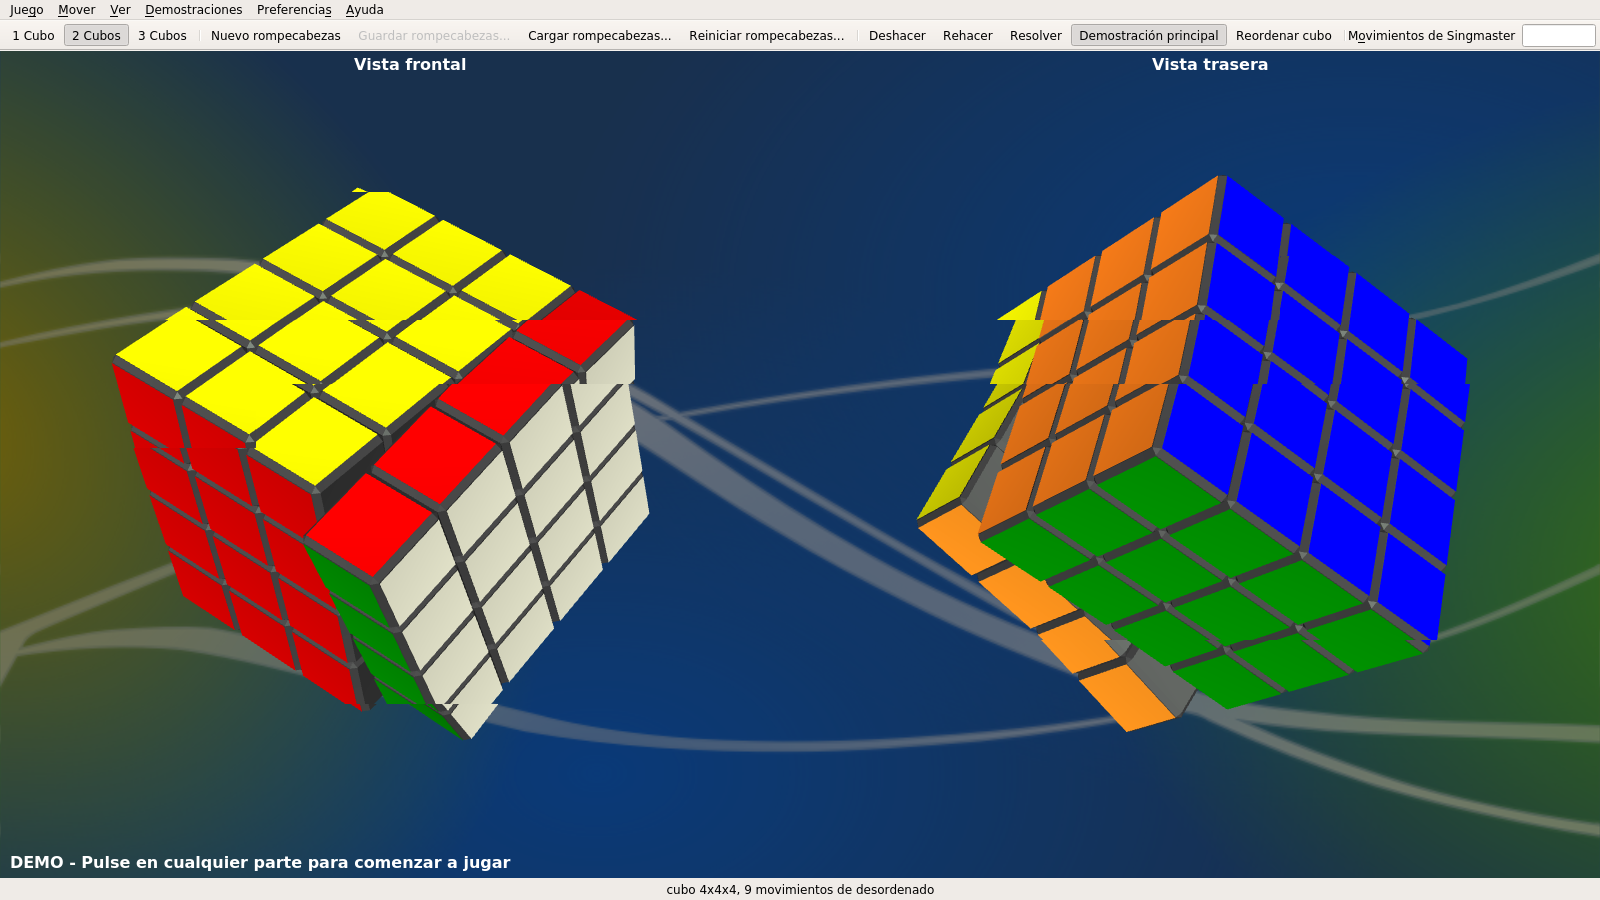 Juego Mover Ver Demostraciones Preferencias Ayuda
1 Cubo 2 Cubos 3 Cubos Nuevo rompecabezas Guardar rompecabezas... Cargar rompecabezas... Reiniciar rompecabezas... Deshacer Rehacer Resolver Demostración principal Reordenar cubo Movimientos de Singmaster
Vista frontal Vista trasera
DEMO - Pulse en cualquier parte para comenzar a jugar
cubo 4x4x4, 9 movimientos de desordenado